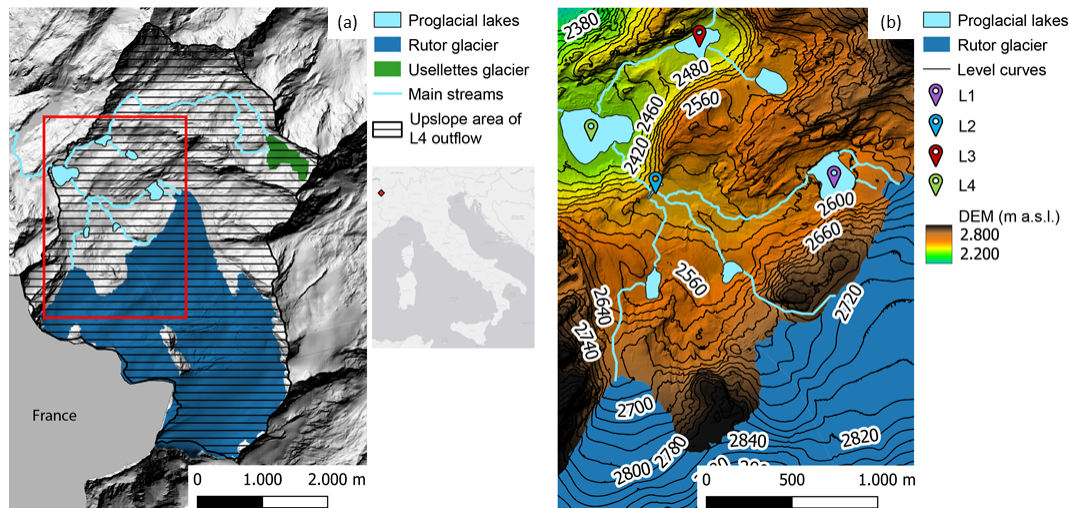 (a)
Proglacial lakes
Rutor glacier
Usellettes glacier
Main streams
Upslope area of
L4 outflow
France
0 1.000 2.000 m
(b)
Proglacial lakes
Rutor glacier
Level curves
L1
L2
L3
L4
DEM (m a.s.l.)
2.800
2.200
2380
2480
2460
2560
2420
2600
2660
2560
2640
2720
2740
2700
2840
2820
2780
2800
0 500 1.000 m